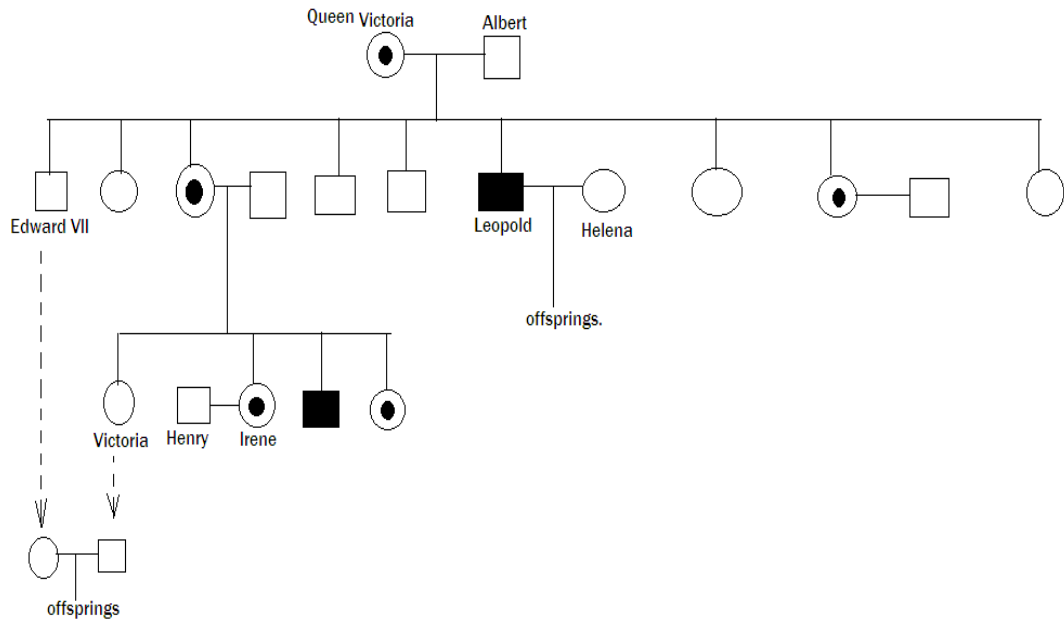 Queen Victoria
Albert
Edward VII
Leopold
Helena
offsprings.
Victoria
Henry
Irene
offsprings